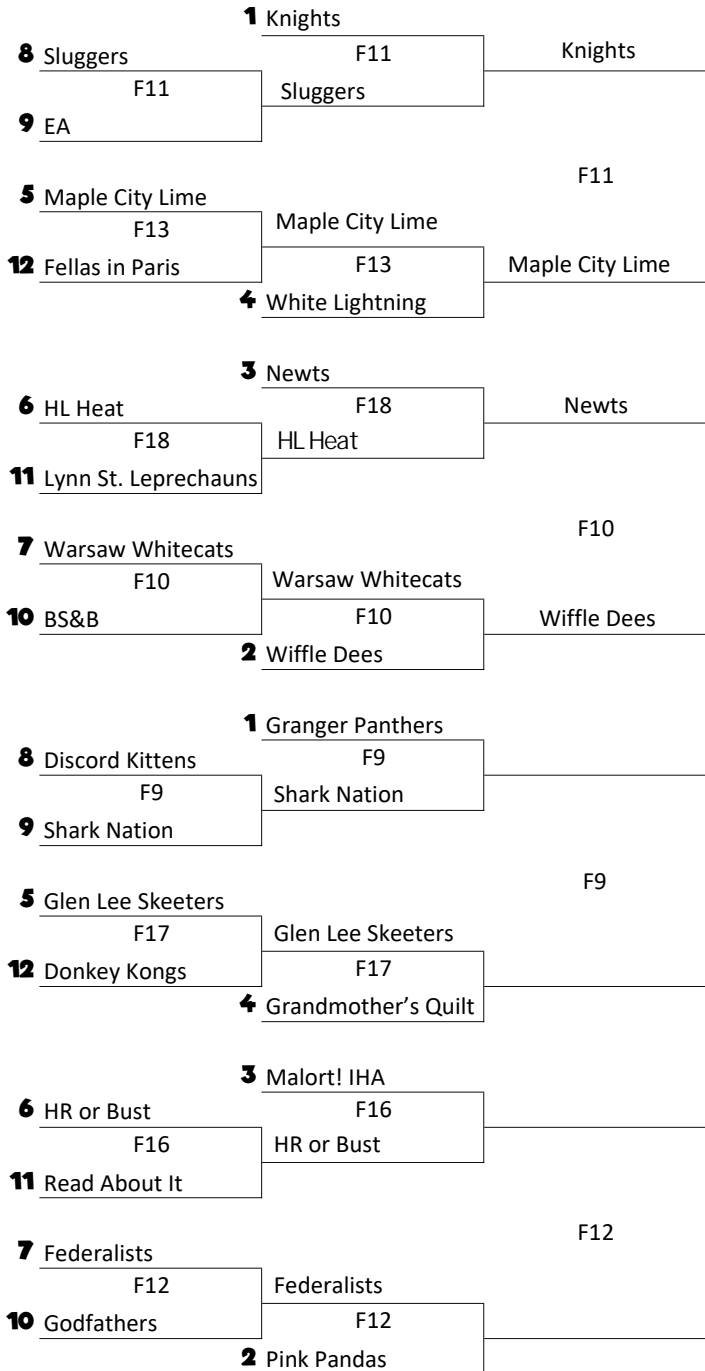 1 Knights
8 Sluggers
F11
Knights
F11
Sluggers
9 EA
F11
5 Maple City Lime
F13
Maple City Lime
12 Fellas in Paris
F13
Maple City Lime
4 White Lightning
3 Newts
6 HL Heat
F18
Newts
F18
HL Heat
11 Lynn St. Leprechauns
F10
7 Warsaw Whitecats
F10
Warsaw Whitecats
10 BS&B
F10
Wiffle Dees
2 Wiffle Dees
1 Granger Panthers
8 Discord Kittens
F9
F9
Shark Nation
9 Shark Nation
F9
5 Glen Lee Skeeters
F17
Glen Lee Skeeters
12 Donkey Kongs
F17
4 Grandmother’s Quilt
3 Malort! IHA
6 HR or Bust
F16
F16
HR or Bust
11 Read About It
F12
7 Federalists
F12
Federalists
10 Godfathers
F12
2 Pink Pandas